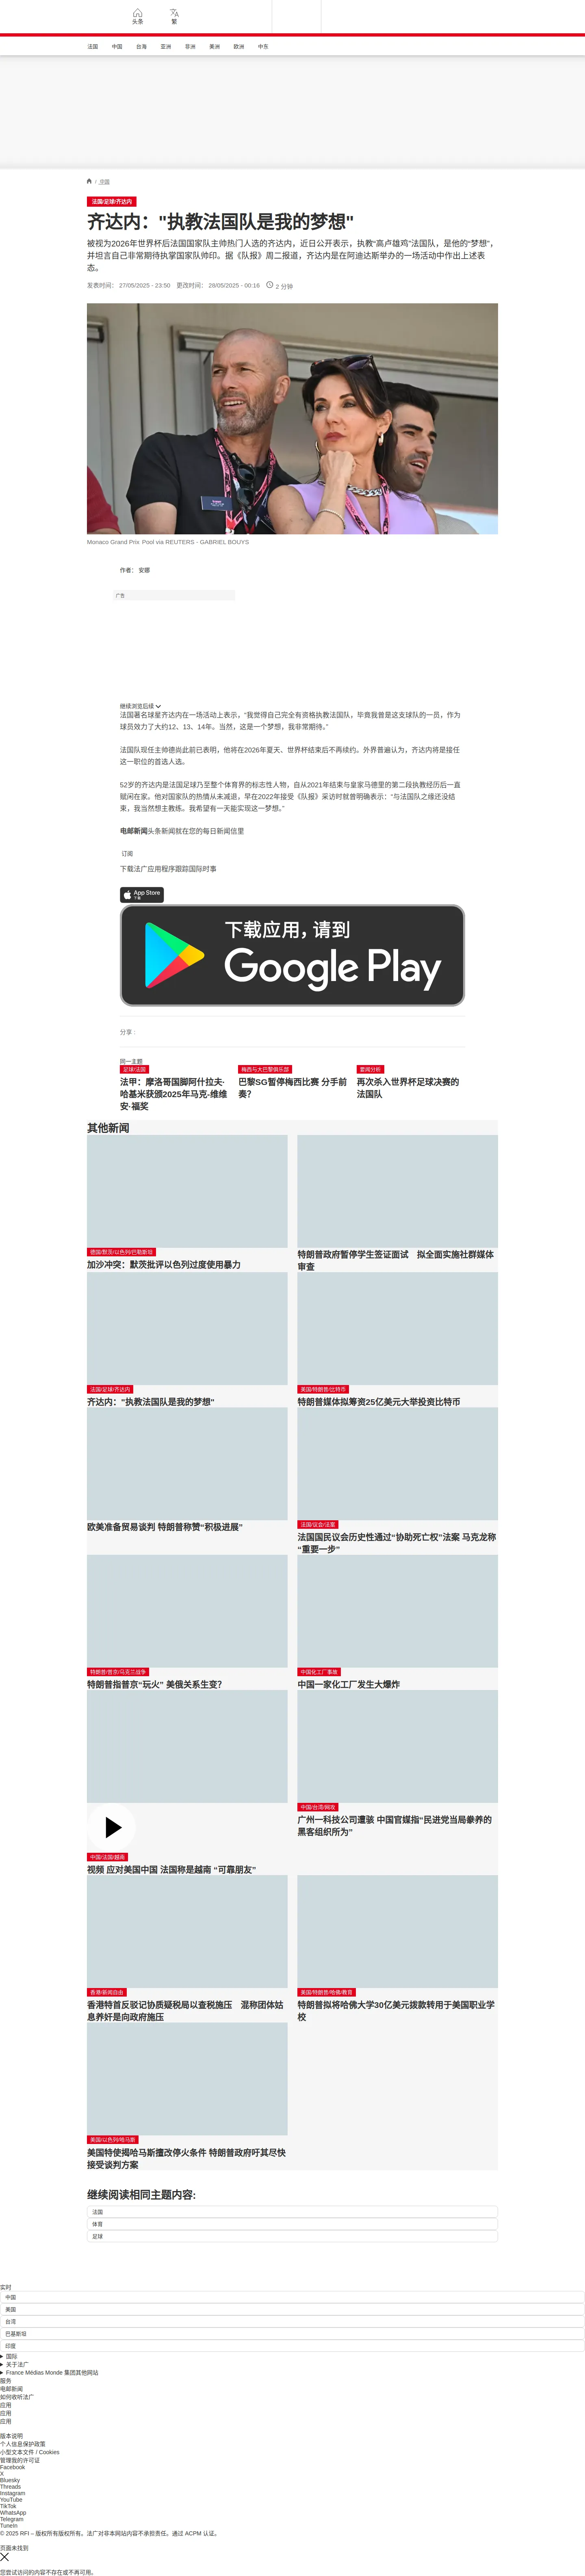 头条
繁
法国
中国
台海
亚洲
非洲
美洲
欧洲
中东
/ 中国
法国/足球/齐达内
齐达内："执教法国队是我的梦想"
被视为2026年世界杯后法国国家队主帅热门人选的齐达内，近日公开表示，执教“高卢雄鸡”法国队，是他的“梦想”，
并坦言自己非常期待执掌国家队帅印。据《队报》周二报道，齐达内是在阿迪达斯举办的一场活动中作出上述表
态。
发表时间： 27/05/2025 - 23:50 更改时间： 28/05/2025 - 00:16 2 分钟
Monaco Grand Prix Pool via REUTERS - GABRIEL BOUYS
作者： 安娜
广告
继续浏览后续
法国著名球星齐达内在一场活动上表示，“我觉得自己完全有资格执教法国队，毕竟我曾是这支球队的一员，作为
球员效力了大约12、13、14年。当然，这是一个梦想，我非常期待。”
法国队现任主帅德尚此前已表明，他将在2026年夏天、世界杯结束后不再续约。外界普遍认为，齐达内将是接任
这一职位的首选人选。
52岁的齐达内是法国足球乃至整个体育界的标志性人物，自从2021年结束与皇家马德里的第二段执教经历后一直
赋闲在家。他对国家队的热情从未减退，早在2022年接受《队报》采访时就曾明确表示：“与法国队之缘还没结
束，我当然想主教练。我希望有一天能实现这一梦想。”
电邮新闻头条新闻就在您的每日新闻信里
订阅
下载法广应用程序跟踪国际时事
App Store
下载
下载应用，请到
Google Play
分享 :
同一主题
足球/法国
法甲：摩洛哥国脚阿什拉夫·
哈基米获颁2025年马克-维维
安·福奖
梅西与大巴黎俱乐部
巴黎SG暂停梅西比赛 分手前
奏？
要闻分析
再次杀入世界杯足球决赛的
法国队
其他新闻
德国/默茨/以色列/巴勒斯坦
加沙冲突：默茨批评以色列过度使用暴力
特朗普政府暂停学生签证面试　拟全面实施社群媒体
审查
法国/足球/齐达内
齐达内："执教法国队是我的梦想"
美国/特朗普/比特币
特朗普媒体拟筹资25亿美元大举投资比特币
欧美准备贸易谈判 特朗普称赞“积极进展”
法国/议会/法案
法国国民议会历史性通过“协助死亡权”法案 马克龙称
“重要一步”
特朗普/普京/乌克兰战争
特朗普指普京“玩火” 美俄关系生变?
中国化工厂事故
中国一家化工厂发生大爆炸
中国/法国/越南
视频 应对美国中国 法国称是越南 “可靠朋友”
中国/台湾/网攻
广州一科技公司遭骇 中国官媒指“民进党当局豢养的
黑客组织所为”
香港/新闻自由
香港特首反驳记协质疑税局以查税施压　混称团体姑
息养奸是向政府施压
美国/特朗普/哈佛/教育
特朗普拟将哈佛大学30亿美元拨款转用于美国职业学
校
美国/以色列/哈马斯
美国特使揭哈马斯擅改停火条件 特朗普政府吁其尽快
接受谈判方案
继续阅读相同主题内容:
法国
体育
足球
实时
中国
美国
台湾
巴基斯坦
印度
国际
关于法广
France Médias Monde 集团其他网站
服务
电邮新闻
如何收听法广
应用
应用
应用
版本说明
个人信息保护政策
小型文本文件 / Cookies
管理我的许可证
Facebook
X
Bluesky
Threads
Instagram
YouTube
TikTok
WhatsApp
Telegram
TuneIn
© 2025 RFI – 版权所有版权所有。法广对非本网站内容不承担责任。通过 ACPM 认证。
页面未找到
您尝试访问的内容不存在或不再可用。